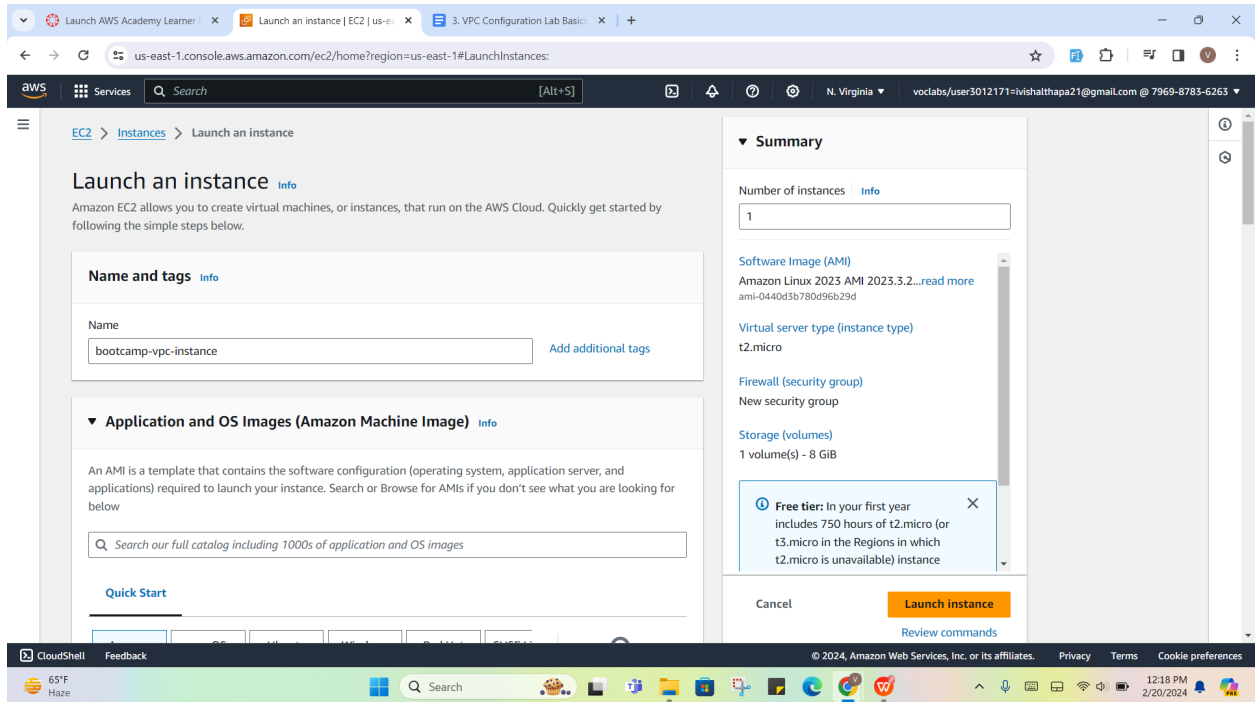 Launch AWS Academy Learner
Launch an instance | EC2 | us-ea
3. VPC Configuration Lab Basics
us-east-1.console.aws.amazon.com/ec2/home?region=us-east-1#LaunchInstances:
aws
Services
Search
[Alt+S]
N. Virginia
voclabs/user3012171=ivishalthapa21@gmail.com @ 7969-8783-6263
EC2 > Instances > Launch an instance
Launch an instance Info
Amazon EC2 allows you to create virtual machines, or instances, that run on the AWS Cloud. Quickly get started by
following the simple steps below.
Name and tags Info
Name
bootcamp-vpc-instance
Add additional tags
Application and OS Images (Amazon Machine Image) Info
An AMI is a template that contains the software configuration (operating system, application server, and
applications) required to launch your instance. Search or Browse for AMIs if you don't see what you are looking for
below
Search our full catalog including 1000s of application and OS images
Quick Start
Summary
Number of instances Info
1
Software Image (AMI)
Amazon Linux 2023 AMI 2023.3.2...read more
ami-0440d3b780d96b29d
Virtual server type (instance type)
t2.micro
Firewall (security group)
New security group
Storage (volumes)
1 volume(s) - 8 GiB
Free tier: In your first year
includes 750 hours of t2.micro (or
t3.micro in the Regions in which
t2.micro is unavailable) instance
Cancel
Launch instance
Review commands
CloudShell
Feedback
© 2024, Amazon Web Services, Inc. or its affiliates.
Privacy
Terms
Cookie preferences
65°F
Haze
Search
12:18 PM
2/20/2024